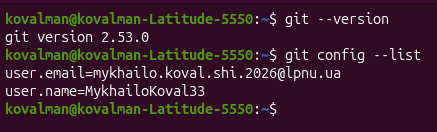 kovalman@kovalman-Latitude-5550:~$ git --version
git version 2.53.0
kovalman@kovalman-Latitude-5550:~$ git config --list
user.email=mykhailo.koval.shi.2026@lpnu.ua
user.name=MykhailoKoval33
kovalman@kovalman-Latitude-5550:~$